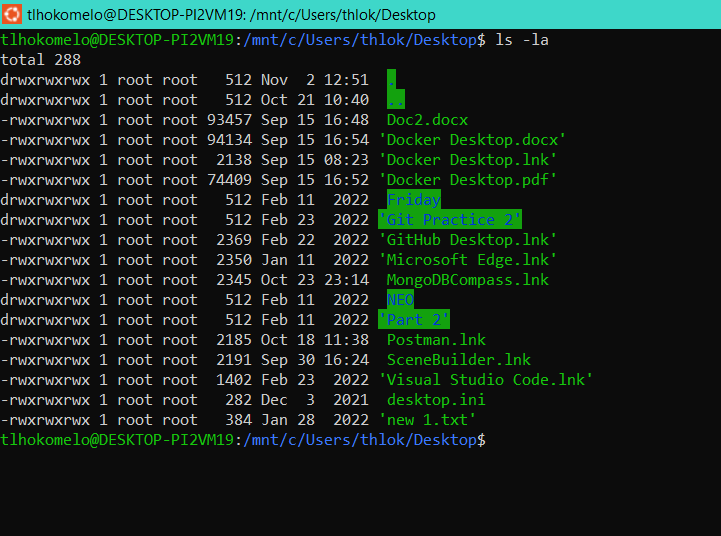 tlhokomelo@DESKTOP-PI2VM19: /mnt/c/Users/thlok/Desktop
tlhokomelo@DESKTOP-PI2VM19:/mnt/c/Users/thlok/Desktop$ ls -la
total 288
drwxrwxrwx 1 root root   512 Nov  2 12:51  .
drwxrwxrwx 1 root root   512 Oct 21 10:40  ..
-rwxrwxrwx 1 root root 93457 Sep 15 16:48  Doc2.docx
-rwxrwxrwx 1 root root 94134 Sep 15 16:54 'Docker Desktop.docx'
-rwxrwxrwx 1 root root  2138 Sep 15 08:23 'Docker Desktop.lnk'
-rwxrwxrwx 1 root root 74409 Sep 15 16:52 'Docker Desktop.pdf'
drwxrwxrwx 1 root root   512 Feb 11  2022  Friday
drwxrwxrwx 1 root root   512 Feb 23  2022 'Git Practice 2'
-rwxrwxrwx 1 root root  2369 Feb 22  2022 'GitHub Desktop.lnk'
-rwxrwxrwx 1 root root  2350 Jan 11  2022 'Microsoft Edge.lnk'
-rwxrwxrwx 1 root root  2345 Oct 23 23:14  MongoDBCompass.lnk
drwxrwxrwx 1 root root   512 Feb 11  2022  NEO
drwxrwxrwx 1 root root   512 Feb 11  2022 'Part 2'
-rwxrwxrwx 1 root root  2185 Oct 18 11:38  Postman.lnk
-rwxrwxrwx 1 root root  2191 Sep 30 16:24  SceneBuilder.lnk
-rwxrwxrwx 1 root root  1402 Feb 23  2022 'Visual Studio Code.lnk'
-rwxrwxrwx 1 root root   282 Dec  3  2021  desktop.ini
-rwxrwxrwx 1 root root   384 Jan 28  2022 'new 1.txt'
tlhokomelo@DESKTOP-PI2VM19:/mnt/c/Users/thlok/Desktop$